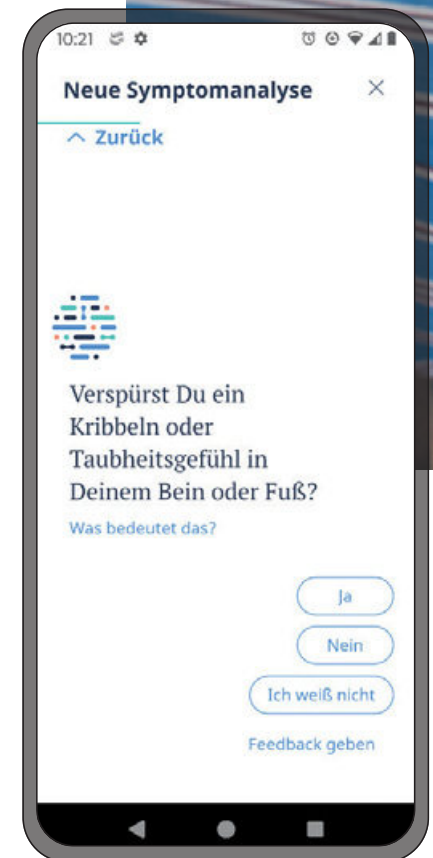 10:21
Neue Symptomanalyse
Zurück
Verspürst Du ein
Kribbeln oder
Taubheitsgefühl in
Deinem Bein oder Fuß?
Was bedeutet das?
Ja
Nein
Ich weiß nicht
Feedback geben